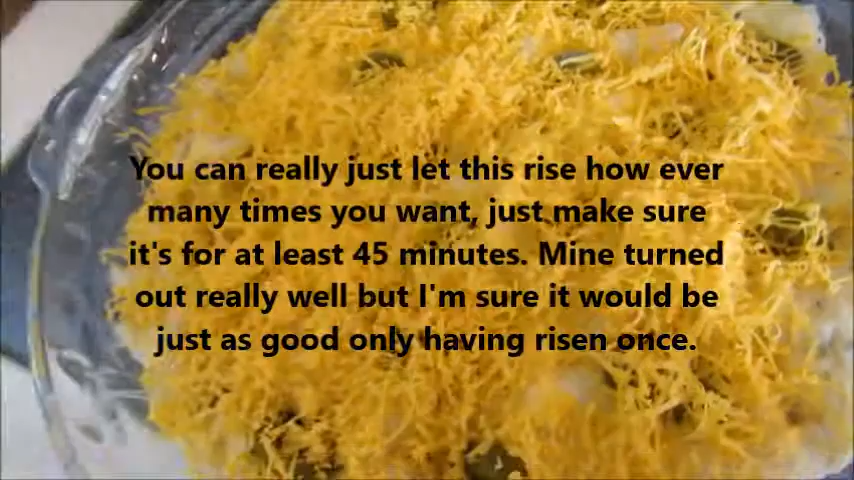 You can really just let this rise how ever
many times you want, just make sure
it's for at least 45 minutes. Mine turned
out really well but I'm sure it would be
just as good only having risen once.